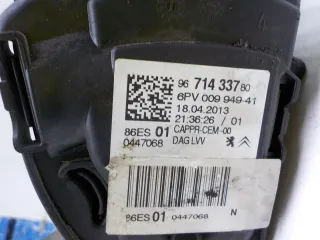 96 714 337 80
6PV 009 949-41
18.04.2013
21:36:26 / 01
86ES 01 CAPPR-CEM-00
0447068 DAG LVV
86ES 01 0447068 N